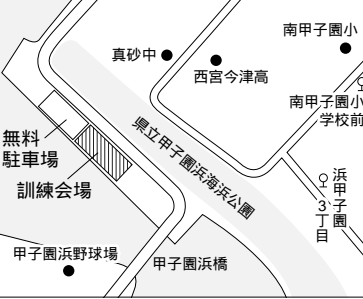 南甲子園小
真砂中
西宮今津高
南甲子園小
学校前
県立甲子園浜海浜公園
無料
駐車場
訓練会場
浜甲子園
3丁目
甲子園浜野球場
甲子園浜橋